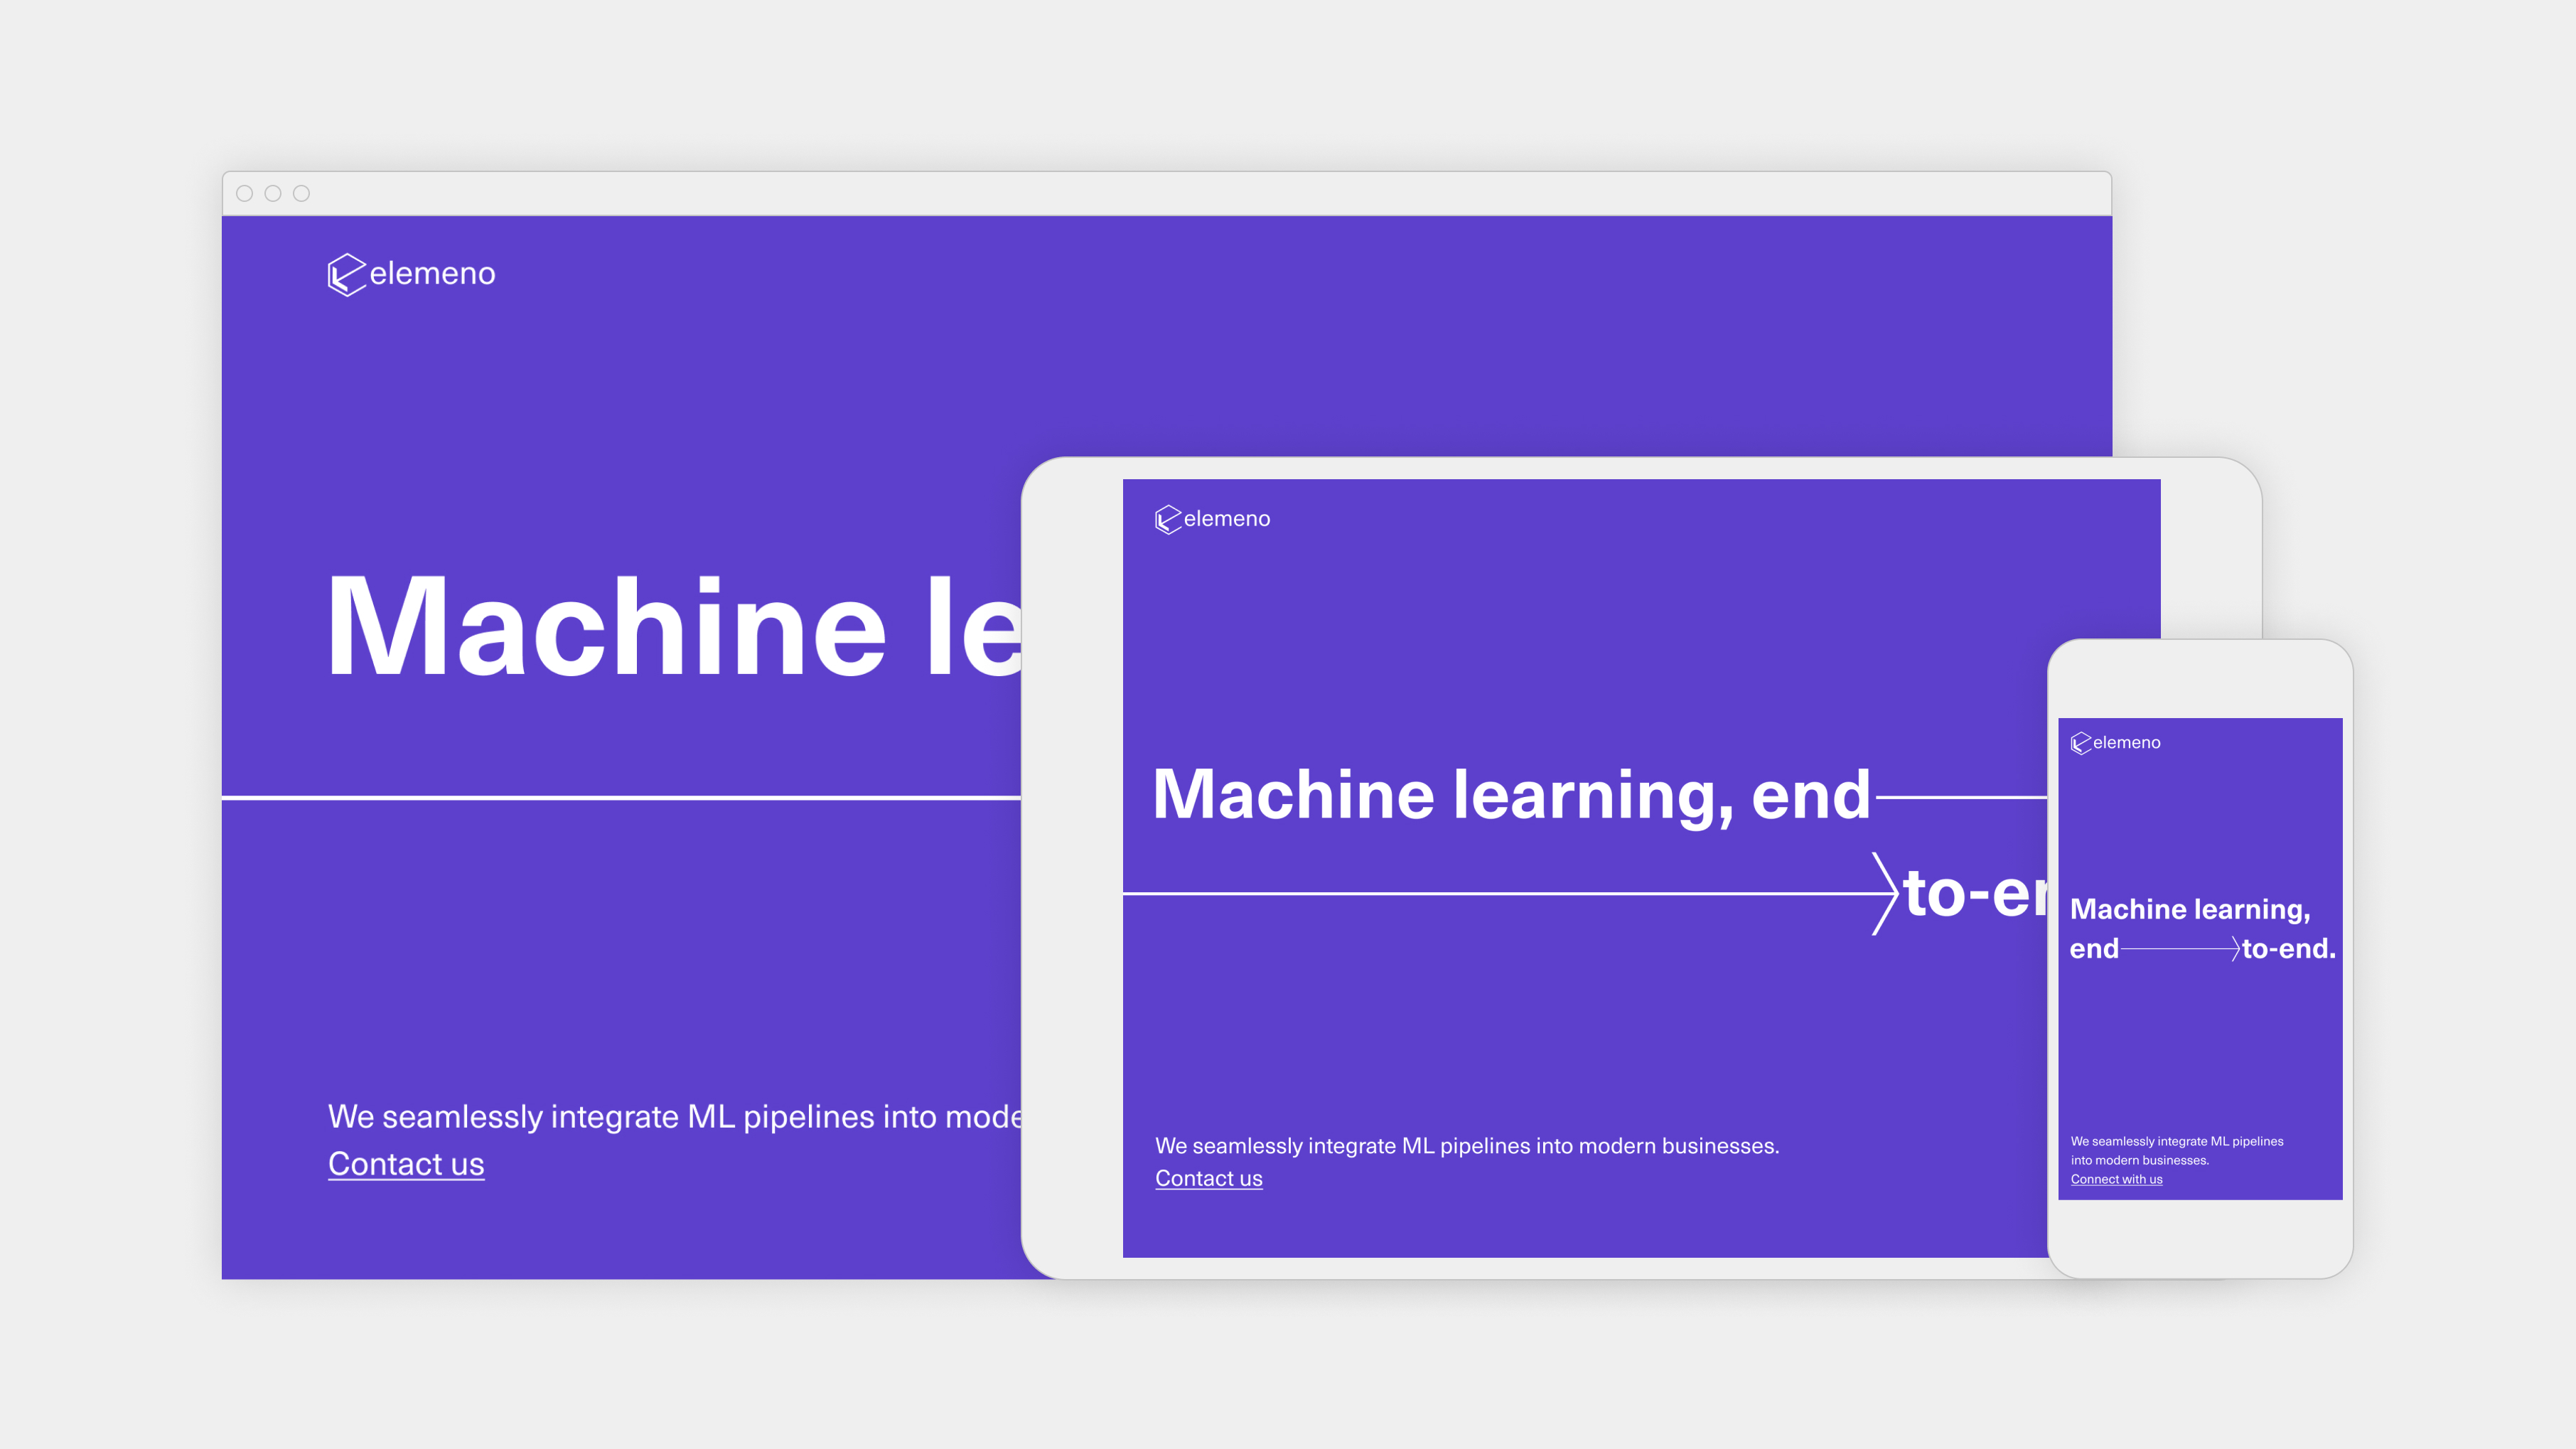 elemeno
Machine le
We seamlessly integrate ML pipelines into mode
Contact us
elemeno
Machine learning, end
to-er
We seamlessly integrate ML pipelines into modern businesses.
Contact us
elemeno
Machine learning,
end to-end.
We seamlessly integrate ML pipelines
into modern businesses.
Connect with us